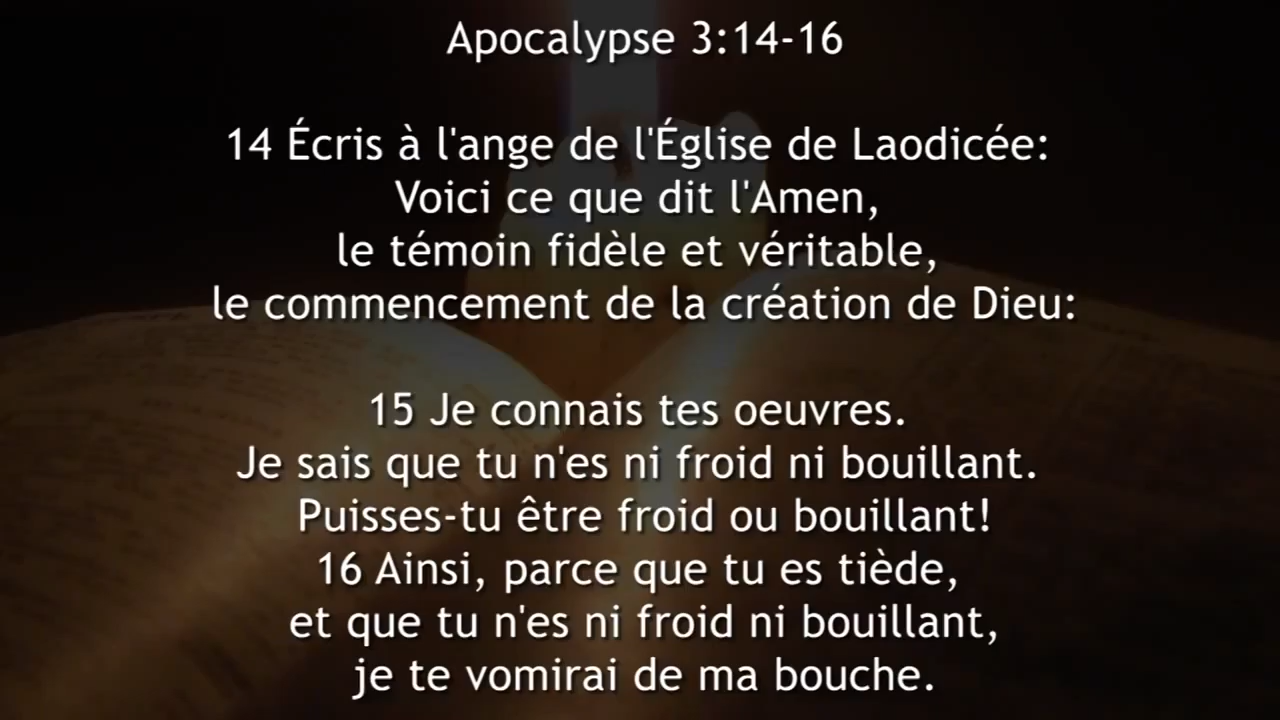 Apocalypse 3:14-16
14 Écris à l'ange de l'Église de Laodicée:
Voici ce que dit l'Amen,
le témoin fidèle et véritable,
le commencement de la création de Dieu:
15 Je connais tes oeuvres.
Je sais que tu n'es ni froid ni bouillant.
Puisses-tu être froid ou bouillant!
16 Ainsi, parce que tu es tiède,
et que tu n'es ni froid ni bouillant,
je te vomirai de ma bouche.